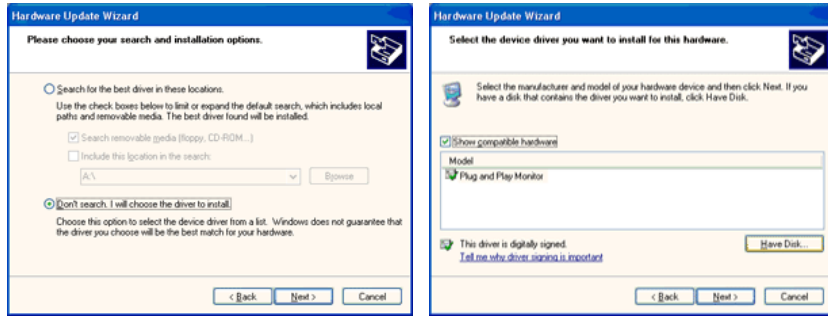 Hardware Update Wizard
Please choose your search and installation options.
Search for the best driver in these locations.
Use the check boxes below to limit or expand the default search, which includes local
paths and removable media. The best driver found will be installed.
Search removable media (floppy, CD-ROM...)
Include this location in the search:
A:\
Browse
Don't search. I will choose the driver to install.
Choose this option to select the device driver from a list. Windows does not guarantee that
the driver you choose will be the best match for your hardware.
< Back
Next >
Cancel
Hardware Update Wizard
Select the device driver you want to install for this hardware.
Select the manufacturer and model of your hardware device and then click Next. If you
have a disk that contains the driver you want to install, click Have Disk.
Show compatible hardware
Model
Plug and Play Monitor
This driver is digitally signed.
Have Disk...
Tell me why driver signing is important
< Back
Next >
Cancel